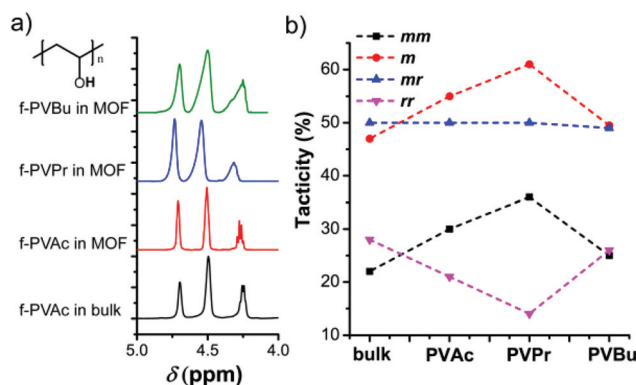 a)
n
OH
f-PVBu in MOF
f-PVPr in MOF
f-PVAc in MOF
f-PVAc in bulk
5.0 4.5 4.0
δ (ppm)
b)
mm
m
mr
rr
Tacticity (%)
60
50
40
30
20
10
bulk PVAc PVPr PVBu